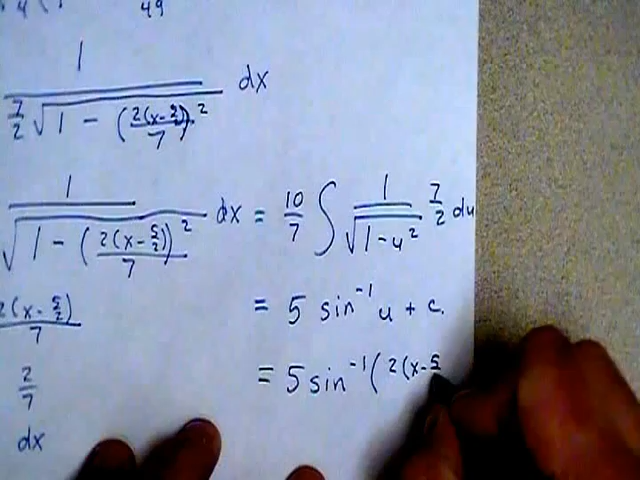 4 ( 49
1
7/2 √1 - (2(x-5/2)/7)² dx
1/√1 - (2(x-5/2)/7)² dx = 10/7 ∫ 1/√1-u² 7/2 du
2(x-5/2)/7 = 5 sin⁻¹ u + c.
2/7 = 5 sin⁻¹ (2(x-5
dx